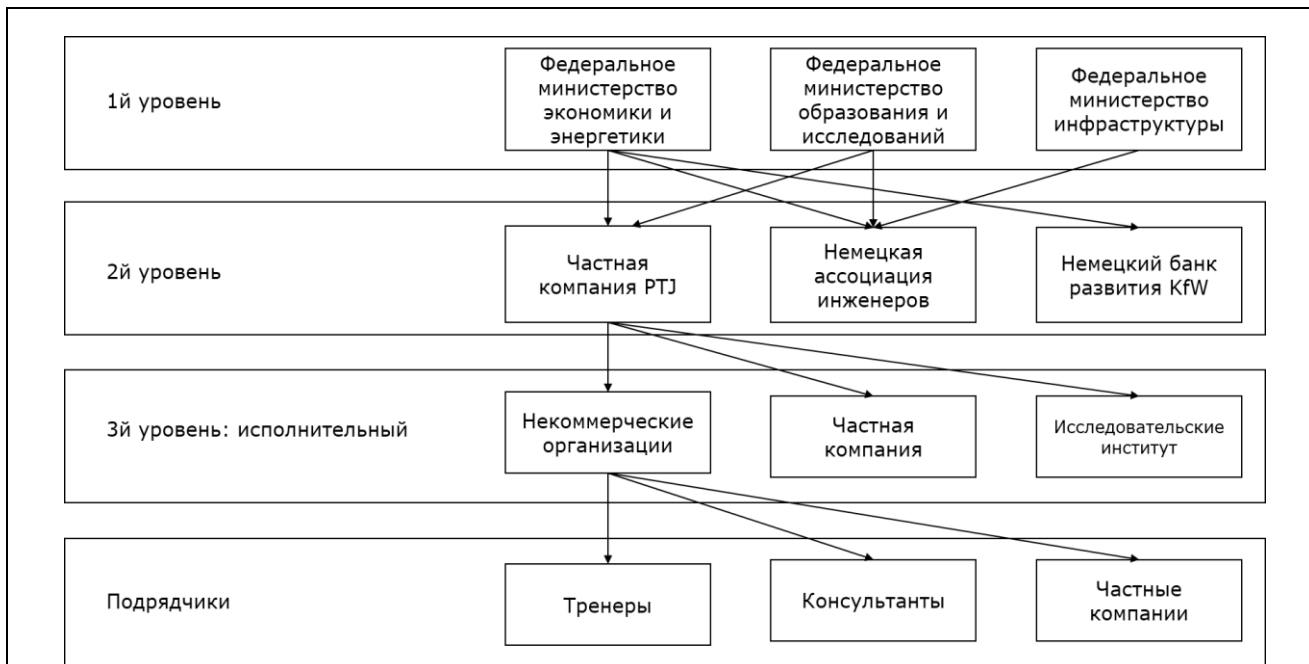 1й уровень
Федеральное
министерство
экономики и
энергетики
Федеральное
министерство
образования и
исследований
Федеральное
министерство
инфраструктуры
2й уровень
Частная
компания PTJ
Немецкая
ассоциация
инженеров
Немецкий банк
развития KfW
3й уровень: исполнительный
Некоммерческие
организации
Частная
компания
Исследовательские
институт
Подрядчики
Тренеры
Консультанты
Частные
компании